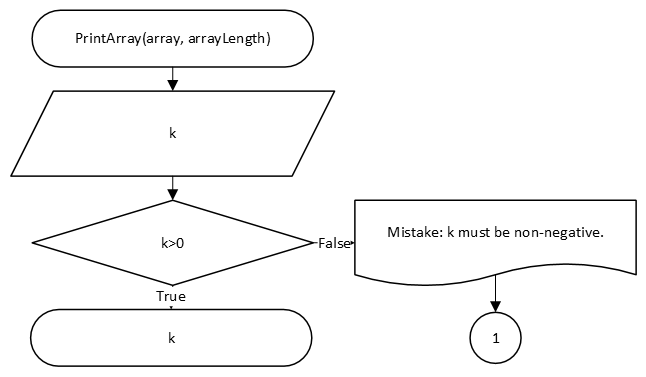 PrintArray(array, arrayLength)
k
k>0
False
Mistake: k must be non-negative.
True
k
1